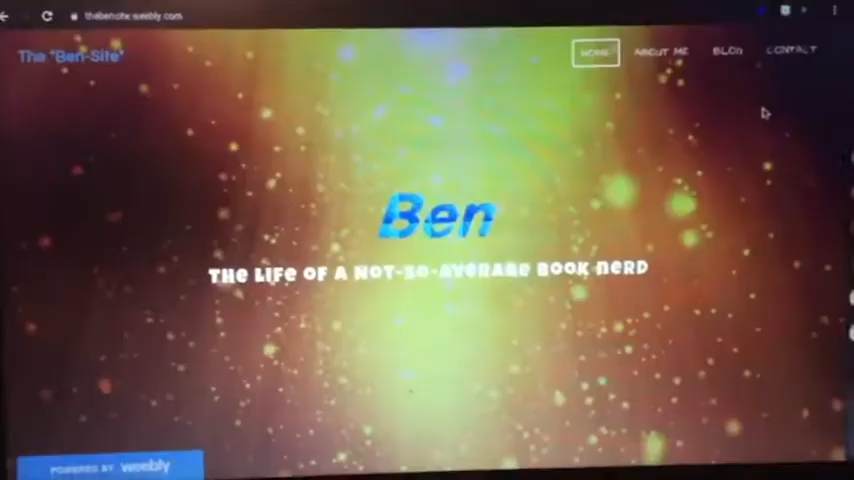 thebensite.weebly.com
The "Ben-Site"
HOME ABOUT ME BLOG CONTACT
Ben
THE LIFE OF A NOT-SO-AVERAGE BOOK NERD
POWERED BY weebly